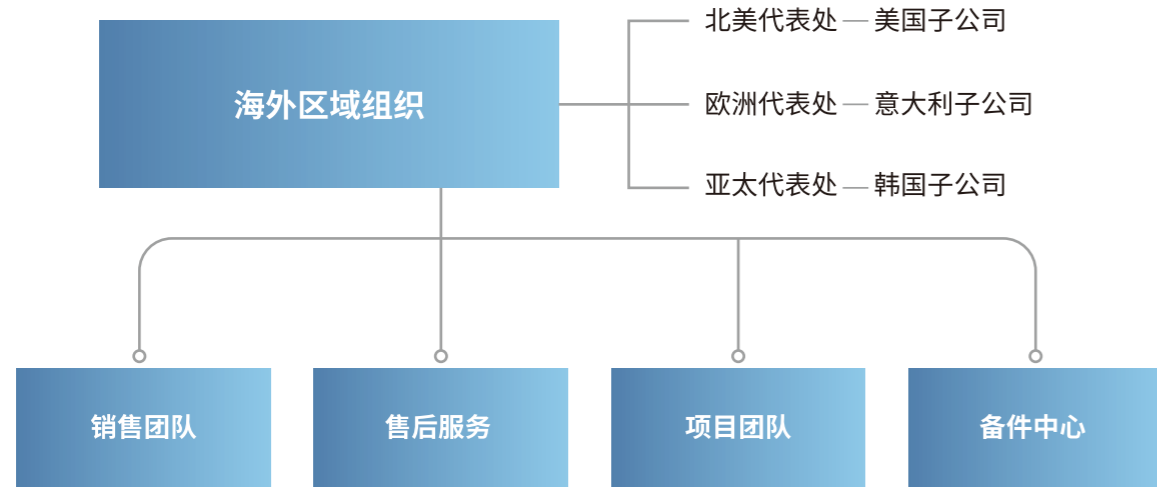 海外区域组织
北美代表处 — 美国子公司
欧洲代表处 — 意大利子公司
亚太代表处 — 韩国子公司
销售团队
售后服务
项目团队
备件中心